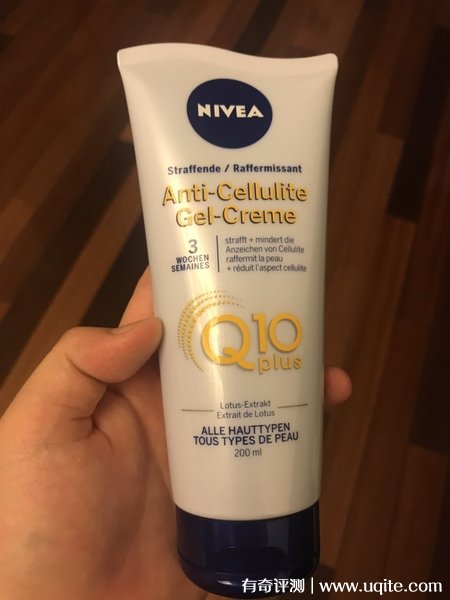 NIVEA
Straffende / Raffermissant
Anti-Cellulite
Gel-Creme
3
WOCHEN
SEMAINES
strafft + mindert die
Anzeichen von Cellulite
raffermit la peau
+ réduit l'aspect cellulite
Q10
plus
Lotus-Extrakt
Extrait de Lotus
ALLE HAUTTYPEN
TOUS TYPES DE PEAU
200 ml
有奇评测 | www.uqite.com